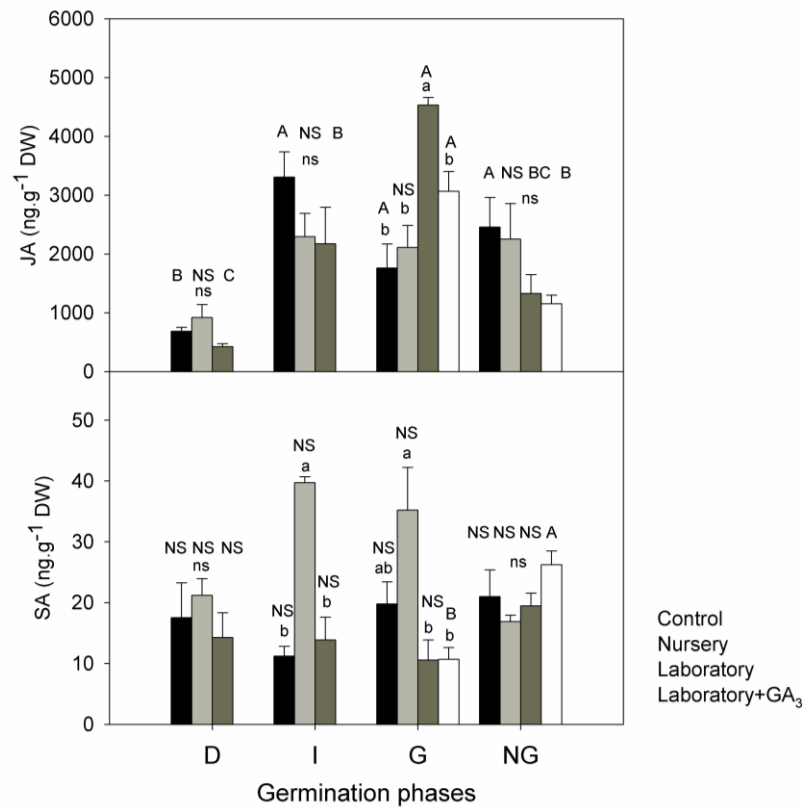 6000
5000
4000
3000
2000
1000
0
JA (ng.g⁻¹ DW)
B NS C
ns
A NS B
ns
A
b
NS
b
A
a
A
b
A NS BC B
ns
50
40
30
20
10
0
SA (ng.g⁻¹ DW)
NS NS NS
ns
NS
b
NS
a
NS
b
NS
ab
NS
a
NS
b
B
b
NS NS NS A
ns
D I G NG
Germination phases
Control
Nursery
Laboratory
Laboratory+GA₃